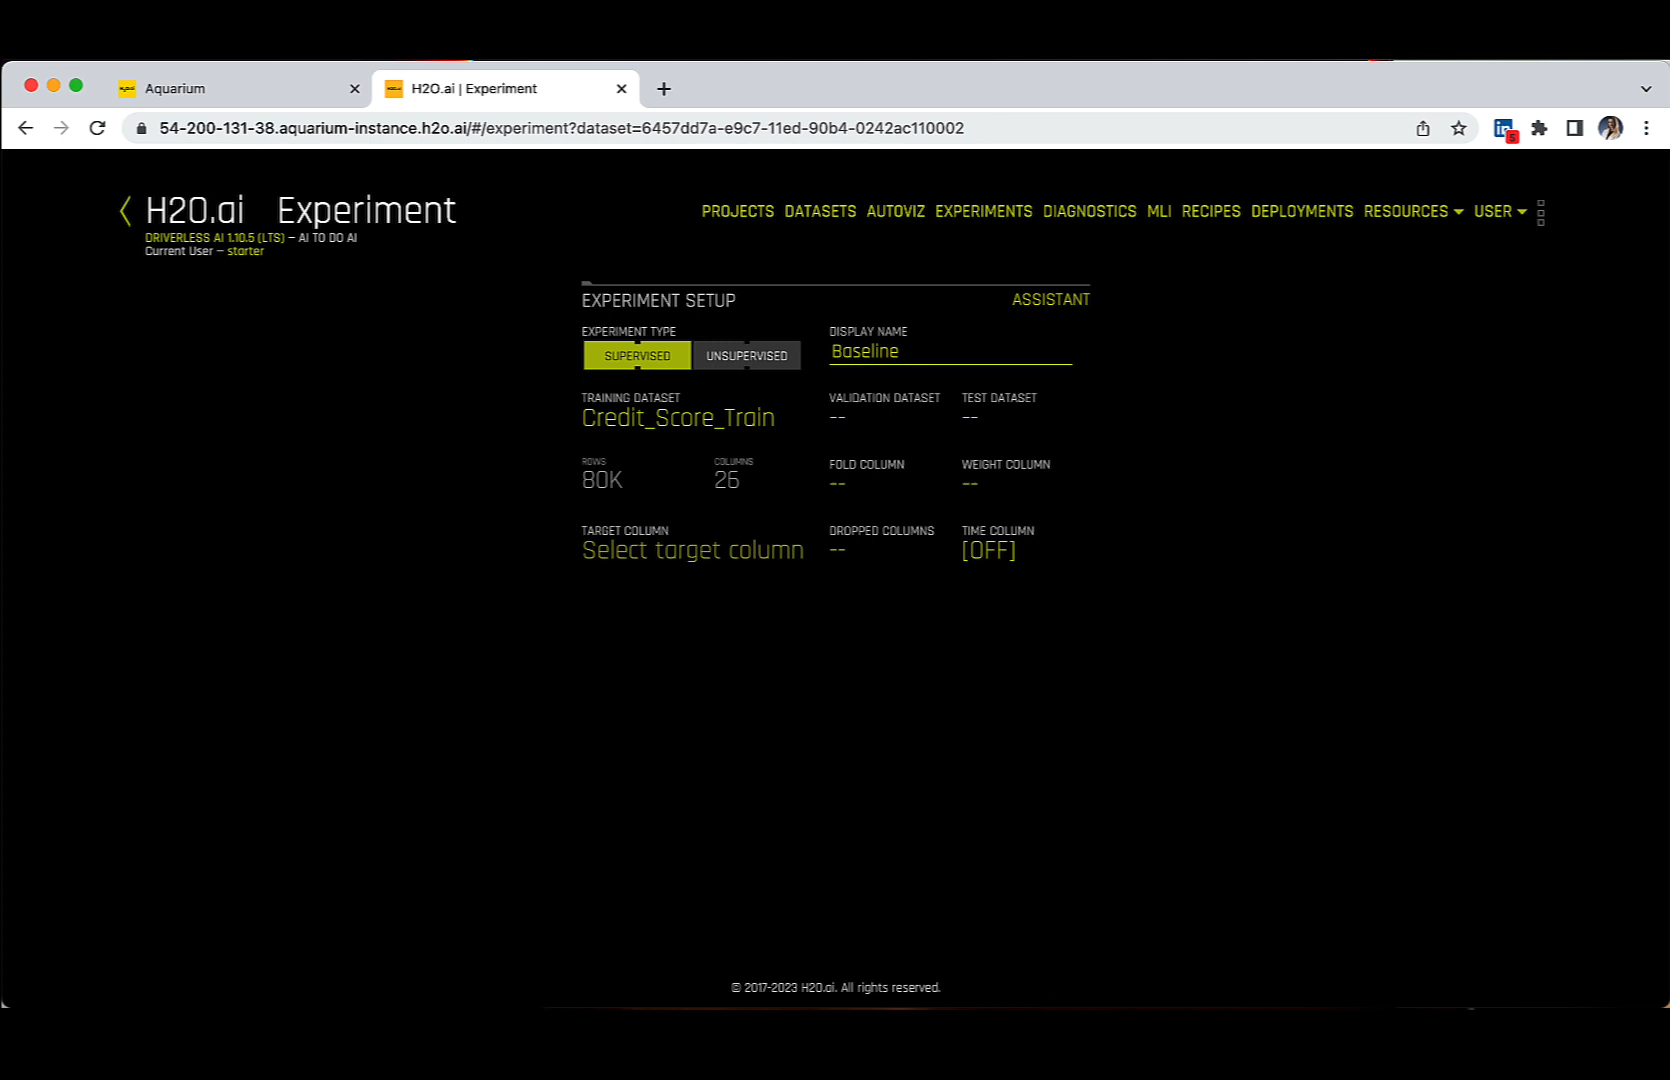 Aquarium
H2O.ai | Experiment
54-200-131-38.aquarium-instance.h2o.ai/#/experiment?dataset=6457dd7a-e9c7-11ed-90b4-0242ac110002
H2O.ai Experiment
DRIVERLESS AI 1.10.5 (LTS) — AI TO DO AI
Current User — starter
PROJECTS DATASETS AUTOVIZ EXPERIMENTS DIAGNOSTICS MLI RECIPES DEPLOYMENTS RESOURCES USER
EXPERIMENT SETUP ASSISTANT
EXPERIMENT TYPE DISPLAY NAME
SUPERVISED UNSUPERVISED Baseline
TRAINING DATASET VALIDATION DATASET TEST DATASET
Credit_Score_Train -- --
ROWS COLUMNS FOLD COLUMN WEIGHT COLUMN
80K 26 -- --
TARGET COLUMN DROPPED COLUMNS TIME COLUMN
Select target column -- [OFF]
© 2017-2023 H2O.ai. All rights reserved.